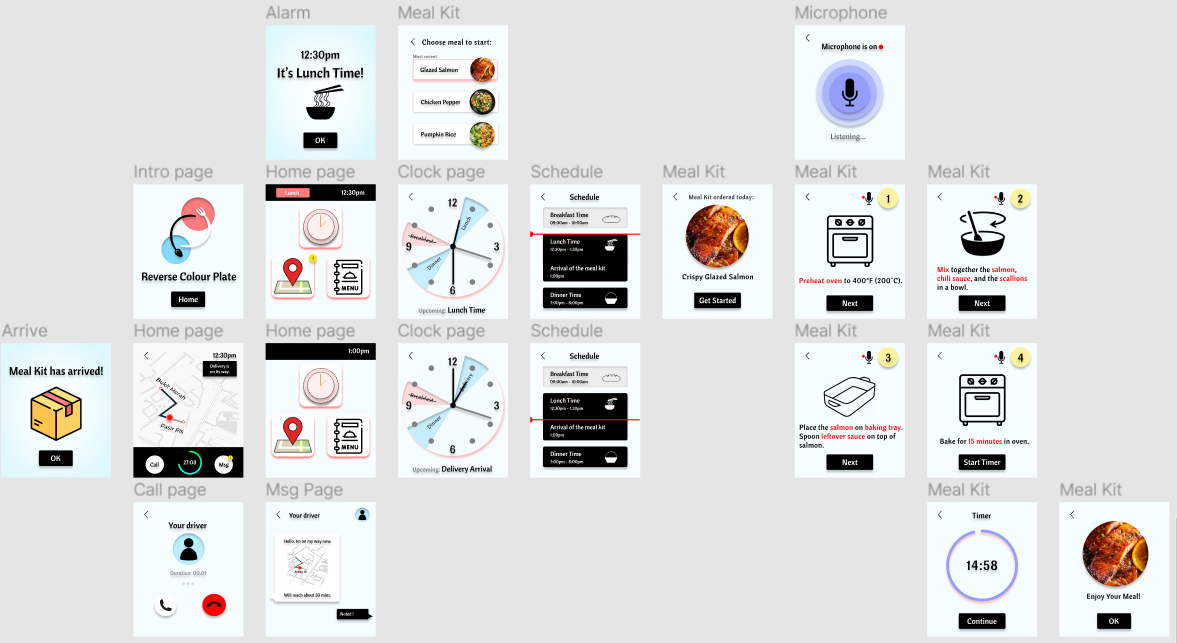 Alarm
Meal Kit
Microphone
12:30pm
It's Lunch Time!
OK
Choose meal to start:
Most recent
Glazed Salmon
Chicken Pepper
Pumpkin Rice
Microphone is on
Listening...
Intro page
Home page
Clock page
Schedule
Meal Kit
Meal Kit
Meal Kit
Reverse Colour Plate
Home
Lunch
12:30pm
!
MENU
12
3
6
9
Lunch
Breakfast
Dinner
Upcoming: Lunch Time
Schedule
Breakfast Time
09:00am - 10:00am
Lunch Time
12:30pm - 1:30pm
Arrival of the meal kit
1:00pm
Dinner Time
7:00pm - 8:00pm
Meal Kit ordered today:
Crispy Glazed Salmon
Get Started
1
Preheat oven to 400°F (200°C).
Next
2
Mix together the salmon,
chili sauce, and the scallions
in a bowl.
Next
Arrive
Home page
Home page
Clock page
Schedule
Meal Kit
Meal Kit
Meal Kit has arrived!
OK
12:30pm
Delivery is
on its way.
Bukit Merah
Pasir Ris
Call
27:03
Msg
1:00pm
MENU
12
3
6
9
Breakfast
Dinner
Upcoming: Delivery Arrival
Schedule
Breakfast Time
09:00am - 10:00am
Lunch Time
12:30pm - 1:30pm
Arrival of the meal kit
1:00pm
Dinner Time
7:00pm - 8:00pm
3
Place the salmon on baking tray.
Spoon leftover sauce on top of
salmon.
Next
4
Bake for 15 minutes in oven.
Start Timer
Call page
Msg Page
Meal Kit
Meal Kit
Your driver
Duration 00.01
Your driver
Hello, Im on my way now.
Will reach about 30 mins.
Noted!!
Timer
14:58
Continue
Enjoy Your Meal!
OK